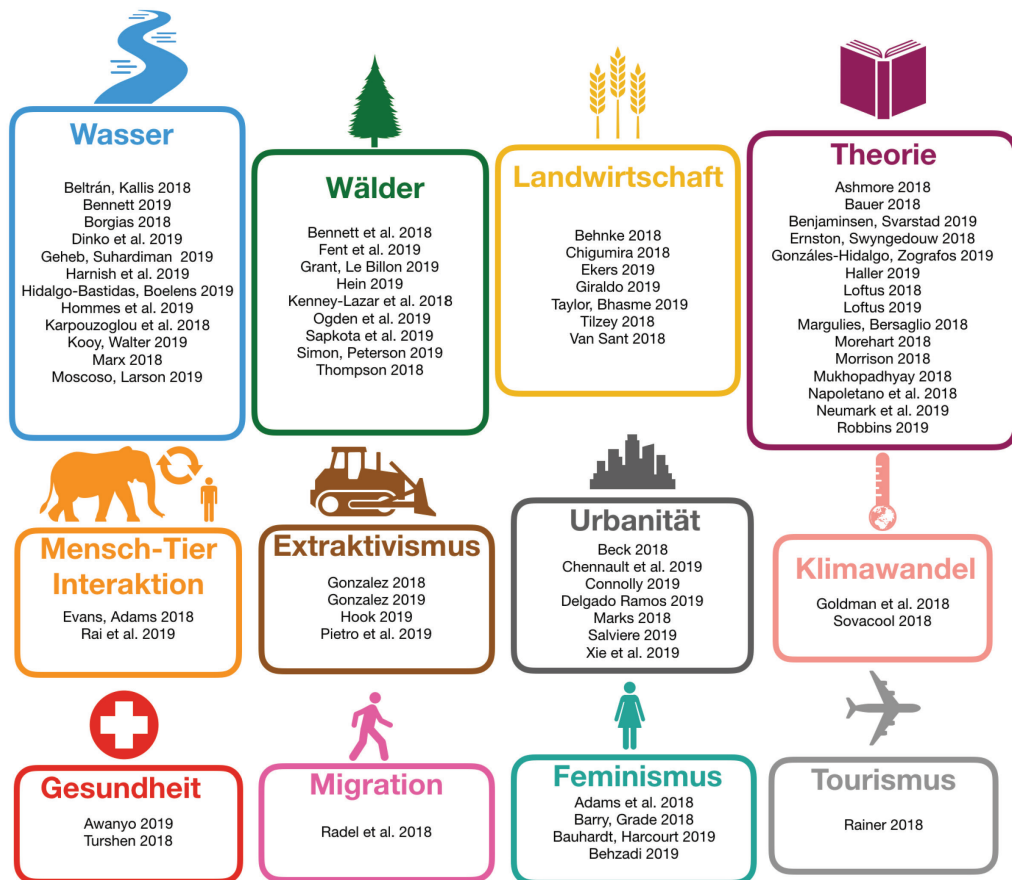 Wasser
Beltrán, Kallis 2018
Bennett 2019
Borgias 2018
Dinko et al. 2019
Geheb, Suhardiman 2019
Harnish et al. 2019
Hidalgo-Bastidas, Boelens 2019
Hommes et al. 2019
Karpouzoglou et al. 2018
Kooy, Walter 2019
Marx 2018
Moscoso, Larson 2019
Wälder
Bennett et al. 2018
Fent et al. 2019
Grant, Le Billon 2019
Hein 2019
Kenney-Lazar et al. 2018
Ogden et al. 2019
Sapkota et al. 2019
Simon, Peterson 2019
Thompson 2018
Landwirtschaft
Behnke 2018
Chigumira 2018
Ekers 2019
Giraldo 2019
Taylor, Bhasme 2019
Tilzey 2018
Van Sant 2018
Theorie
Ashmore 2018
Bauer 2018
Benjaminsen, Svarstad 2019
Ernston, Swyngedouw 2018
Gonzáles-Hidalgo, Zografos 2019
Haller 2019
Loftus 2018
Loftus 2019
Margulies, Bersaglio 2018
Morehart 2018
Morrison 2018
Mukhopadhyay 2018
Napoletano et al. 2018
Neumark et al. 2019
Robbins 2019
Mensch-Tier
Interaktion
Evans, Adams 2018
Rai et al. 2019
Extraktivismus
Gonzalez 2018
Gonzalez 2019
Hook 2019
Pietro et al. 2019
Urbanität
Beck 2018
Chennault et al. 2019
Connolly 2019
Delgado Ramos 2019
Marks 2018
Salviere 2019
Xie et al. 2019
Klimawandel
Goldman et al. 2018
Sovacool 2018
Gesundheit
Awanyo 2019
Turshen 2018
Migration
Radel et al. 2018
Feminismus
Adams et al. 2018
Barry, Grade 2018
Bauhardt, Harcourt 2019
Behzadi 2019
Tourismus
Rainer 2018